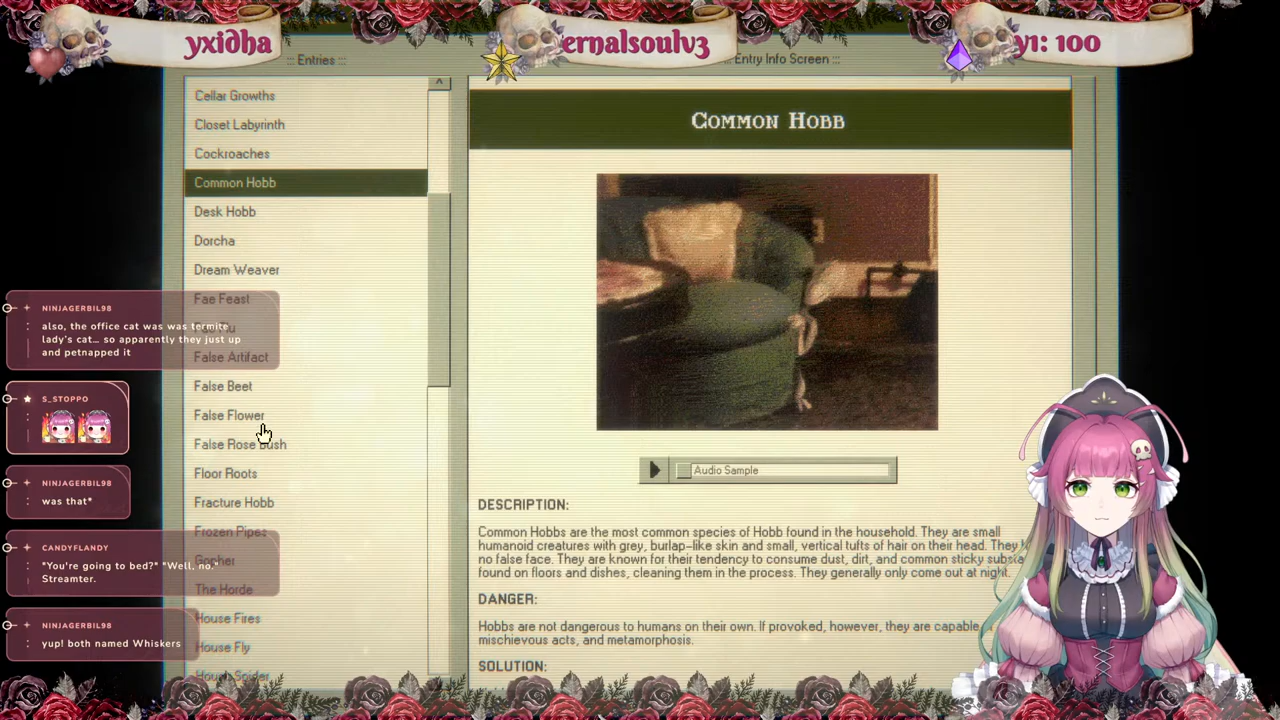 yxidha
ernalsoulv3
y1: 100
::: Entries :::
Entry Info Screen :::
Cellar Growths
Closet Labyrinth
Cockroaches
Common Hobb
Desk Hobb
Dorcha
Dream Weaver
Fae Feast
False Artifact
False Beet
False Flower
False Rose Bush
Floor Roots
Fracture Hobb
Frozen Pipes
Gopher
The Horde
House Fires
House Fly
House Spider
Common Hobb
Audio Sample
DESCRIPTION:
Common Hobbs are the most common species of Hobb found in the household. They are small
humanoid creatures with grey, burlap-like skin and small, vertical tufts of hair on their head. They
no false face. They are known for their tendency to consume dust, dirt, and common sticky
found on floors and dishes, cleaning them in the process. They generally only come out at night.
DANGER:
Hobbs are not dangerous to humans on their own. If provoked, however, they are capable
mischievous acts, and metamorphosis.
SOLUTION:
NINJAGERBIL98
also, the office cat was was termite
lady's cat... so apparently they just up
and petnapped it
S_STOPPO
NINJAGERBIL98
was that*
CANDYFLANDY
"You're going to bed?" "Well, no."
Streamter.
NINJAGERBIL98
yup! both named Whiskers